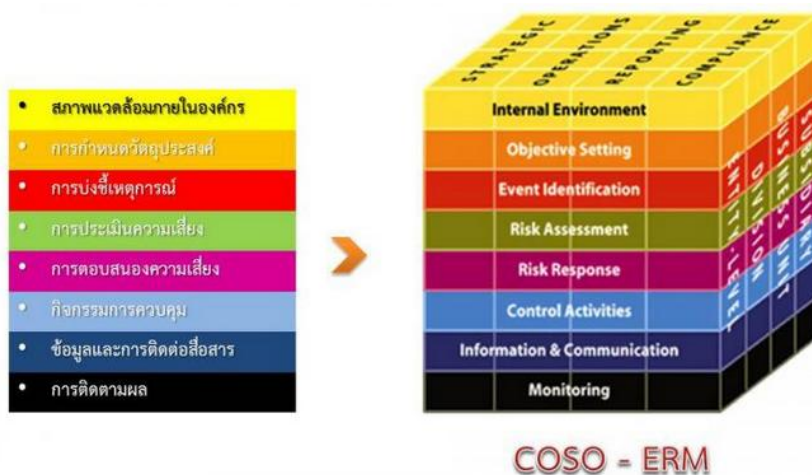 สภาพแวดล้อมภายในองค์กร
การกำหนดวัตถุประสงค์
การบ่งชี้เหตุการณ์
การประเมินความเสี่ยง
การตอบสนองความเสี่ยง
กิจกรรมการควบคุม
ข้อมูลและการติดต่อสื่อสาร
การติดตามผล
STRATEGIC
OPERATIONS
REPORTING
COMPLIANCE
Internal Environment
Objective Setting
Event Identification
Risk Assessment
Risk Response
Control Activities
Information & Communication
Monitoring
ENTITY-LEVEL
DIVISION
BUSINESS UNIT
COSO - ERM